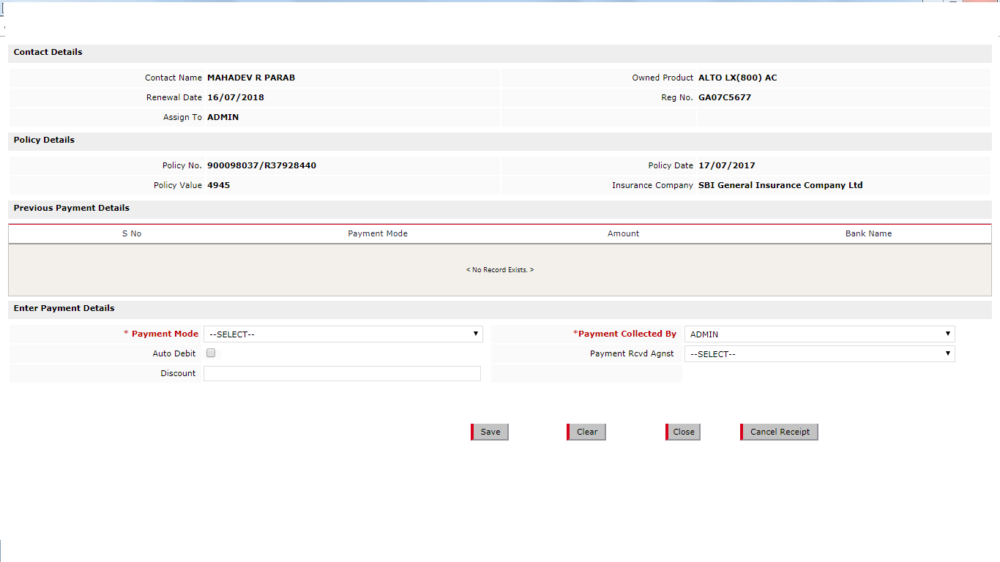 Contact Details
Contact Name MAHADEV R PARAB Owned Product ALTO LX(800) AC
Renewal Date 16/07/2018 Reg No. GA07C5677
Assign To ADMIN
Policy Details
Policy No. 900098037/R37928440 Policy Date 17/07/2017
Policy Value 4945 Insurance Company SBI General Insurance Company Ltd
Previous Payment Details
S No Payment Mode Amount Bank Name
< No Record Exists. >
Enter Payment Details
* Payment Mode --SELECT-- *Payment Collected By ADMIN
Auto Debit Payment Rcvd Agnst --SELECT--
Discount
Save Clear Close Cancel Receipt